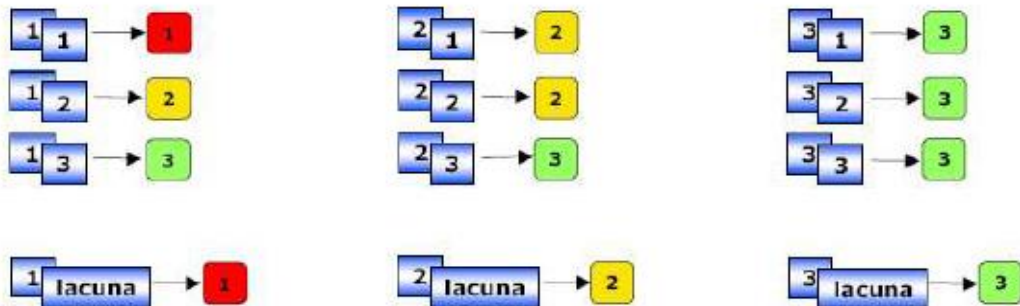 1 1 1 2 1 2 3 1 3
1 2 2 2 2 2 3 2 3
1 3 3 2 3 3 3 3 3
1 lacuna 1 2 lacuna 2 3 lacuna 3